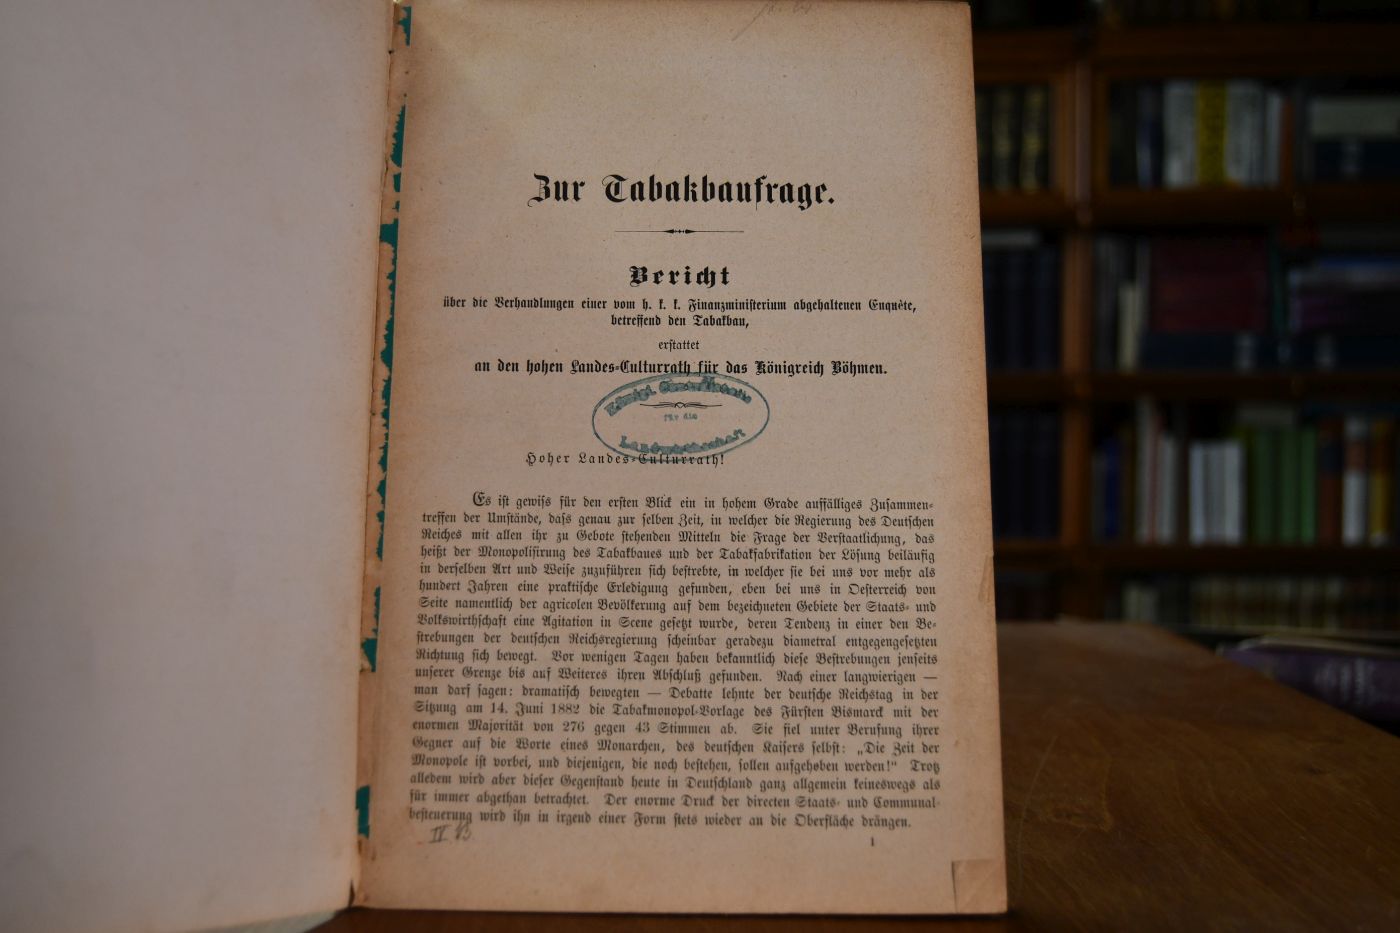 Zur Tabakbaufrage.
Bericht
über die Verhandlungen einer vom h. k. k. Finanzministerium abgehaltenen Enquète,
betreffend den Tabakbau,
erstattet
an den hohen Landes-Culturrath für das Königreich Böhmen.
für die
Landwirthschaft
Hoher Landes-Culturrath!
Es ist gewiss für den ersten Blick ein in hohem Grade auffälliges Zusammen-
treffen der Umstände, dass genau zur selben Zeit, in welcher die Regierung des Deutschen
Reiches mit allen ihr zu Gebote stehenden Mitteln die Frage der Verstaatlichung, das
heißt der Monopolisirung des Tabakbaues und der Tabakfabrikation der Lösung beiläufig
in derselben Art und Weise zuzuführen sich bestrebte, in welcher sie bei uns vor mehr als
hundert Jahren eine praktische Erledigung gefunden, eben bei uns in Oesterreich von
Seite namentlich der agricolen Bevölkerung auf dem bezeichneten Gebiete der Staats- und
Volkswirthschaft eine Agitation in Scene gesetzt wurde, deren Tendenz in einer den Be-
strebungen der deutschen Reichsregierung scheinbar geradezu diametral entgegengesetzten
Richtung sich bewegt. Vor wenigen Tagen haben bekanntlich diese Bestrebungen jenseits
unserer Grenze bis auf Weiteres ihren Abschluß gefunden. Nach einer langwierigen —
man darf sagen: dramatisch bewegten — Debatte lehnte der deutsche Reichstag in der
Sitzung am 14. Juni 1882 die Tabakmonopol-Vorlage des Fürsten Bismarck mit der
enormen Majorität von 276 gegen 43 Stimmen ab. Sie fiel unter Berufung ihrer
Gegner auf die Worte eines Monarchen, des deutschen Kaisers selbst: „Die Zeit der
Monopole ist vorbei, und diejenigen, die noch bestehen, sollen aufgehoben werden!" Trotz
alledem wird aber dieser Gegenstand heute in Deutschland ganz allgemein keineswegs als
für immer abgethan betrachtet. Der enorme Druck der directen Staats- und Communal-
besteuerung wird ihn in irgend einer Form stets wieder an die Oberfläche drängen.
1